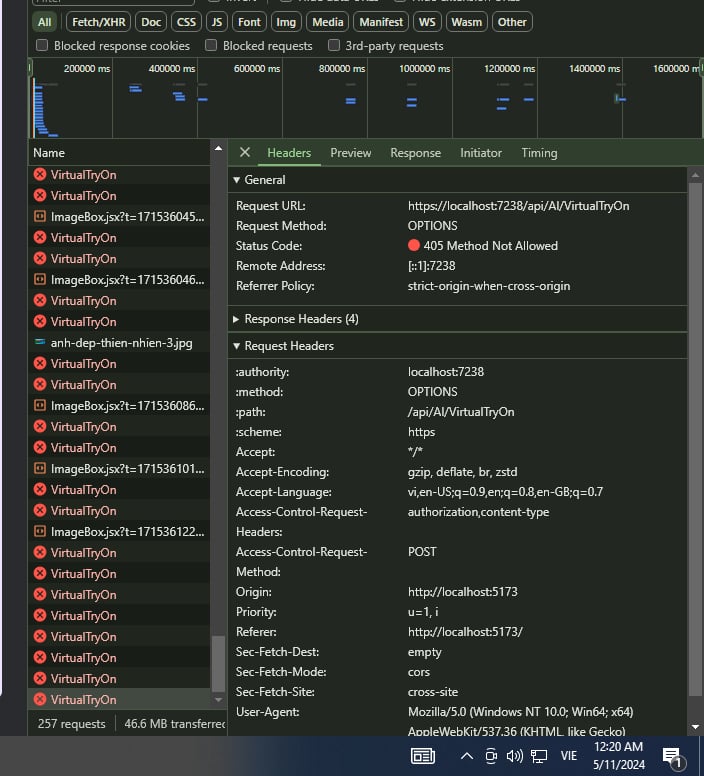 All Fetch/XHR Doc CSS JS Font Img Media Manifest WS Wasm Other
Blocked response cookies Blocked requests 3rd-party requests
200000 ms 400000 ms 600000 ms 800000 ms 1000000 ms 1200000 ms 1400000 ms 1600000 m
Name
VirtualTryOn
VirtualTryOn
ImageBox.jsx?t=171536045...
VirtualTryOn
VirtualTryOn
ImageBox.jsx?t=171536046...
VirtualTryOn
VirtualTryOn
anh-dep-thien-nhien-3.jpg
VirtualTryOn
VirtualTryOn
ImageBox.jsx?t=171536086...
VirtualTryOn
VirtualTryOn
ImageBox.jsx?t=171536101...
VirtualTryOn
VirtualTryOn
ImageBox.jsx?t=171536122...
VirtualTryOn
VirtualTryOn
VirtualTryOn
VirtualTryOn
VirtualTryOn
VirtualTryOn
VirtualTryOn
VirtualTryOn
257 requests 46.6 MB transferred
Headers Preview Response Initiator Timing
General
Request URL: https://localhost:7238/api/AI/VirtualTryOn
Request Method: OPTIONS
Status Code: 405 Method Not Allowed
Remote Address: [::1]:7238
Referrer Policy: strict-origin-when-cross-origin
Response Headers (4)
Request Headers
:authority: localhost:7238
:method: OPTIONS
:path: /api/AI/VirtualTryOn
:scheme: https
Accept: */*
Accept-Encoding: gzip, deflate, br, zstd
Accept-Language: vi,en-US;q=0.9,en;q=0.8,en-GB;q=0.7
Access-Control-Request- authorization,content-type
Headers:
Access-Control-Request- POST
Method:
Origin: http://localhost:5173
Priority: u=1, i
Referer: http://localhost:5173/
Sec-Fetch-Dest: empty
Sec-Fetch-Mode: cors
Sec-Fetch-Site: cross-site
User-Agent: Mozilla/5.0 (Windows NT 10.0; Win64; x64)
AppleWebKit/537.36 (KHTML, like Gecko)
VIE
12:20 AM
5/11/2024
1